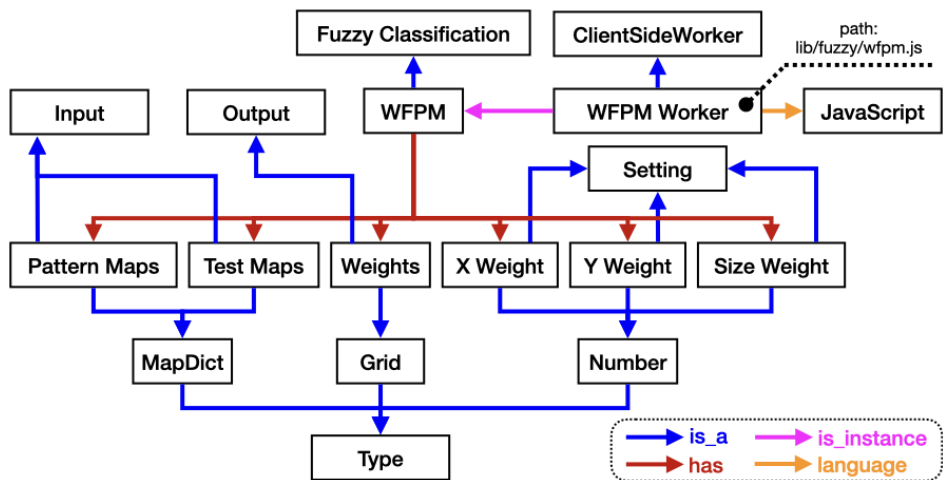 Fuzzy Classification
ClientSideWorker
path:
lib/fuzzy/wfpm.js
Input
Output
WFPM
WFPM Worker
JavaScript
Setting
Pattern Maps
Test Maps
Weights
X Weight
Y Weight
Size Weight
MapDict
Grid
Number
Type
is_a
is_instance
has
language